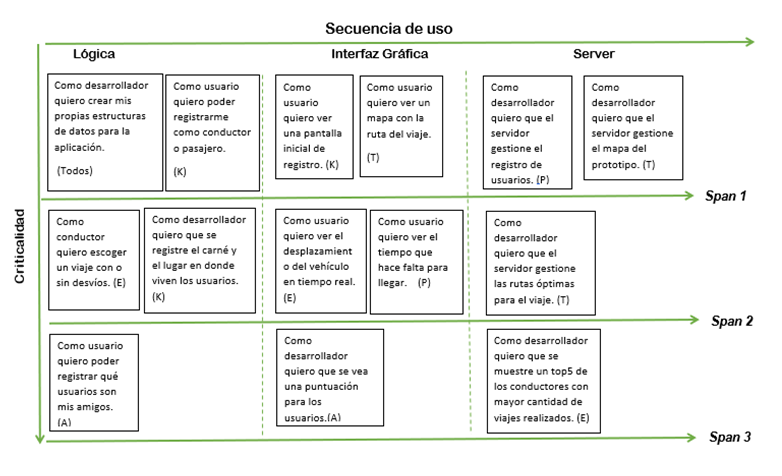 Secuencia de uso
Lógica
Interfaz Gráfica
Server
Criticalidad
Como desarrollador
quiero crear mis
propias estructuras
de datos para la
aplicación.
(Todos)
Como usuario
quiero poder
registrarme
como conductor
o pasajero.
(K)
Como
usuario
quiero ver
una pantalla
inicial de
registro. (K)
Como usuario
quiero ver un
mapa con la
ruta del viaje.
(T)
Como
desarrollador
quiero que el
servidor
gestione el
registro de
usuarios. (P)
Como
desarrollador
quiero que el
servidor gestione
el mapa del
prototipo. (T)
Span 1
Como
conductor
quiero escoger
un viaje con o
sin desvíos. (E)
Como desarrollador
quiero que se
registre el carné y
el lugar en donde
viven los usuarios.
(K)
Como usuario
quiero ver el
desplazamient
o del vehículo
en tiempo real.
(E)
Como usuario
quiero ver el
tiempo que
hace falta para
llegar. (P)
Como
desarrollador
quiero que el
servidor gestione
las rutas óptimas
para el viaje. (T)
Span 2
Como usuario
quiero poder
registrar qué
usuarios son
mis amigos.
(A)
Como
desarrollador
quiero que se vea
una puntuación
para los
usuarios.(A)
Como desarrollador
quiero que se
muestre un top5 de
los conductores con
mayor cantidad de
viajes realizados. (E)
Span 3